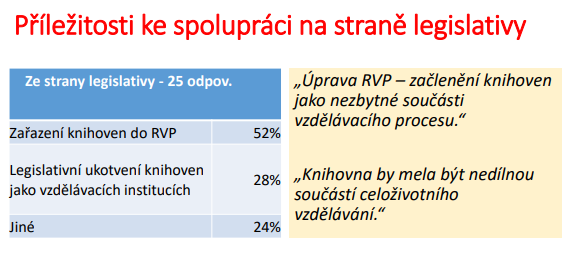 Příležitosti ke spolupráci na straně legislativy
Ze strany legislativy - 25 odpov.
Zařazení knihoven do RVP 52%
Legislativní ukotvení knihoven
jako vzdělávacích institucích 28%
Jiné 24%
„Úprava RVP – začlenění knihoven
jako nezbytné součásti
vzdělávacího procesu.“
„Knihovna by mela být nedílnou
součástí celoživotního
vzdělávání.“